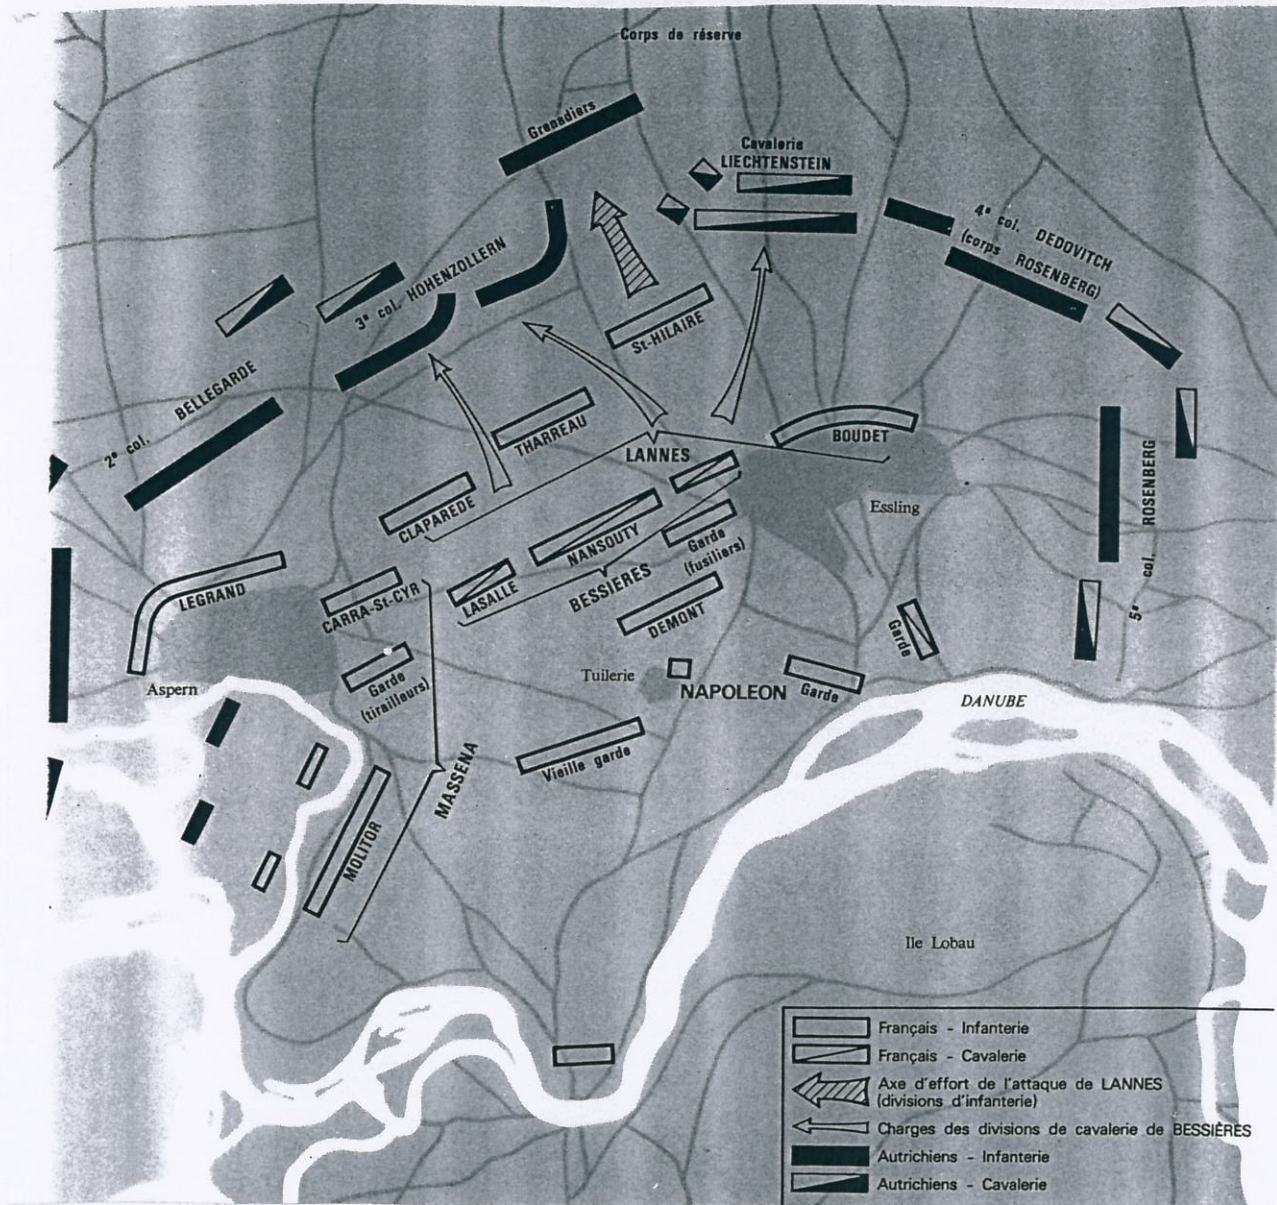 Corps de réserve
Grenadiers
Cavalerie
LIECHTENSTEIN
4e col. DEDOVITCH
(corps ROSENBERG)
3e col. HOHENZOLLERN
St-HILAIRE
2e col. BELLEGARDE
THARREAU
BOUDET
LANNES
CLAPAREDE
NANSOUTY
Essling
5e col. ROSENBERG
Garde
(fusiliers)
LEGRAND
CARRA-St-CYR
LASALLE
BESSIERES
DEMONT
Garde
Aspern
Garde
(tirailleurs)
Tuilerie
NAPOLEON
Garde
DANUBE
Vieille garde
MASSENA
MOLITOR
Ile Lobau
Français - Infanterie
Français - Cavalerie
Axe d'effort de l'attaque de LANNES
(divisions d'infanterie)
Charges des divisions de cavalerie de BESSIÈRES
Autrichiens - Infanterie
Autrichiens - Cavalerie